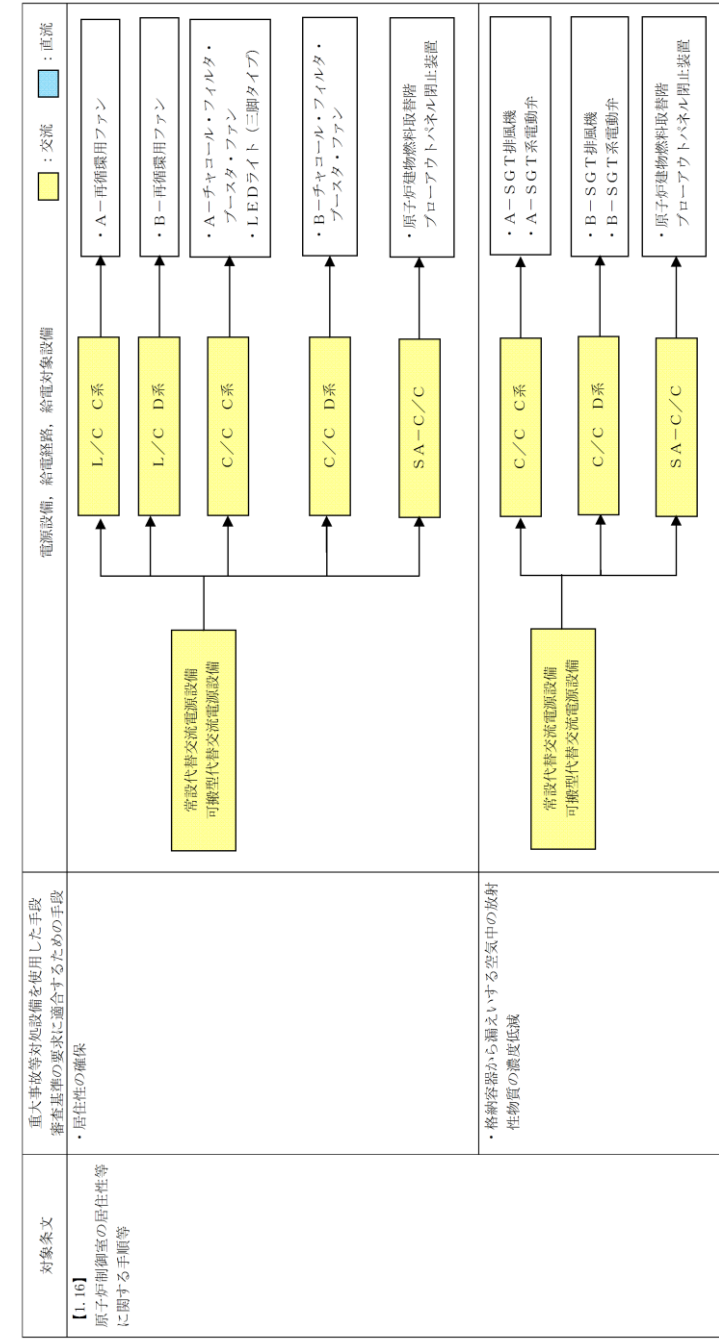 対象条文
重大事故等対処設備を使用した手段
審査基準の要求に適合するための手段
電源設備，給電経路，給電対象設備
：交流
：直流
【1.16】
原子炉制御室の居住性等
に関する手順等
・居住性の確保
常設代替交流電源設備
可搬型代替交流電源設備
Ｌ／Ｃ　Ｃ系
・Ａ－再循環用ファン
Ｌ／Ｃ　Ｄ系
・Ｂ－再循環用ファン
Ｃ／Ｃ　Ｃ系
・Ａ－チャコール・フィルタ・
ブースタ・ファン
・ＬＥＤライト（三脚タイプ）
Ｃ／Ｃ　Ｄ系
・Ｂ－チャコール・フィルタ・
ブースタ・ファン
ＳＡ－Ｃ／Ｃ
・原子炉建物燃料取替階
ブローアウトパネル閉止装置
・格納容器から漏えいする空気中の放射
性物質の濃度低減
常設代替交流電源設備
可搬型代替交流電源設備
Ｃ／Ｃ　Ｃ系
・Ａ－ＳＧＴ排風機
・Ａ－ＳＧＴ系電動弁
Ｃ／Ｃ　Ｄ系
・Ｂ－ＳＧＴ排風機
・Ｂ－ＳＧＴ系電動弁
ＳＡ－Ｃ／Ｃ
・原子炉建物燃料取替階
ブローアウトパネル閉止装置